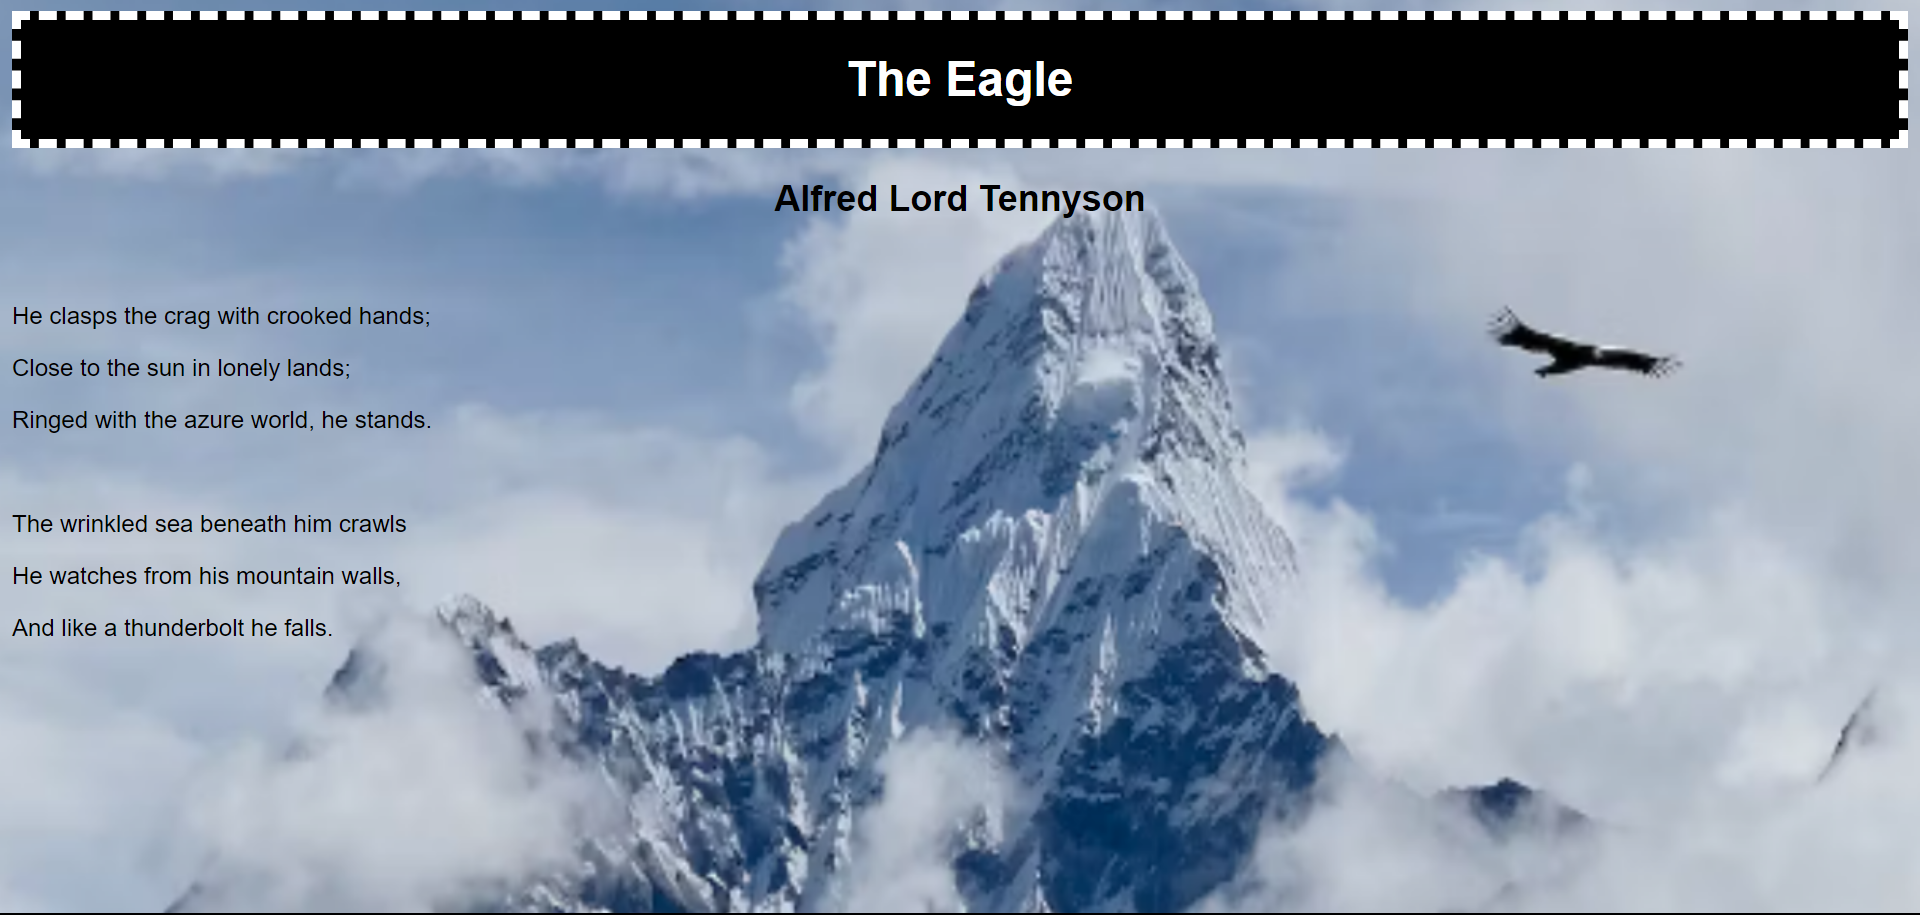 The Eagle
Alfred Lord Tennyson
He clasps the crag with crooked hands;
Close to the sun in lonely lands;
Ringed with the azure world, he stands.
The wrinkled sea beneath him crawls
He watches from his mountain walls,
And like a thunderbolt he falls.